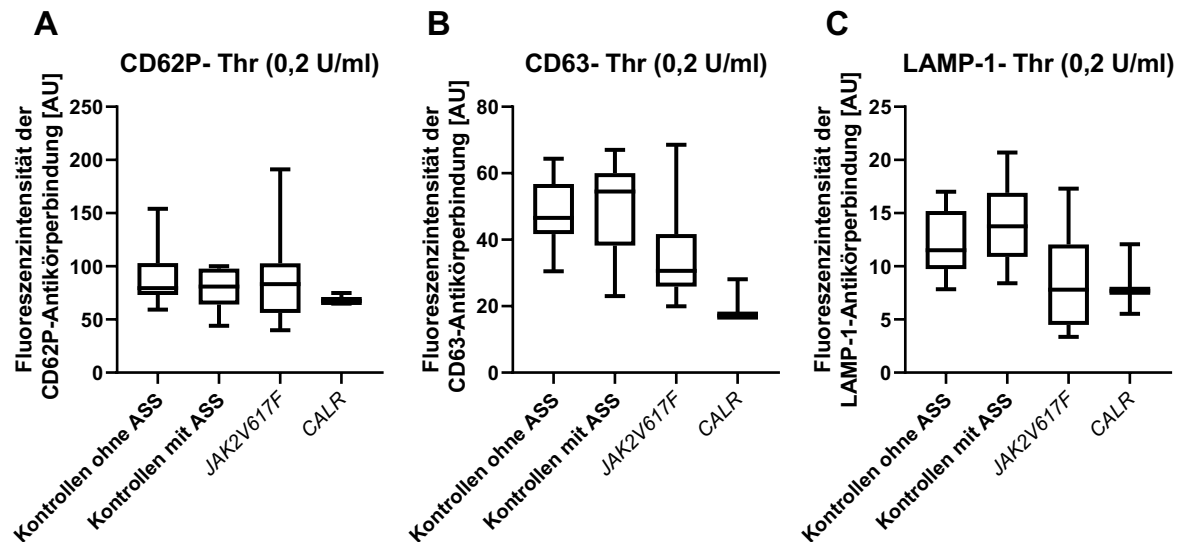 A
CD62P- Thr (0,2 U/ml)
Fluoreszenzintensität der
CD62P-Antikörperbindung [AU]
250
200
150
100
50
0
Kontrollen ohne ASS
Kontrollen mit ASS
JAK2V617F
CALR
B
CD63- Thr (0,2 U/ml)
Fluoreszenzintensität der
CD63-Antikörperbindung [AU]
80
60
40
20
0
Kontrollen ohne ASS
Kontrollen mit ASS
JAK2V617F
CALR
C
LAMP-1- Thr (0,2 U/ml)
Fluoreszenzintensität der
LAMP-1-Antikörperbindung [AU]
25
20
15
10
5
0
Kontrollen ohne ASS
Kontrollen mit ASS
JAK2V617F
CALR